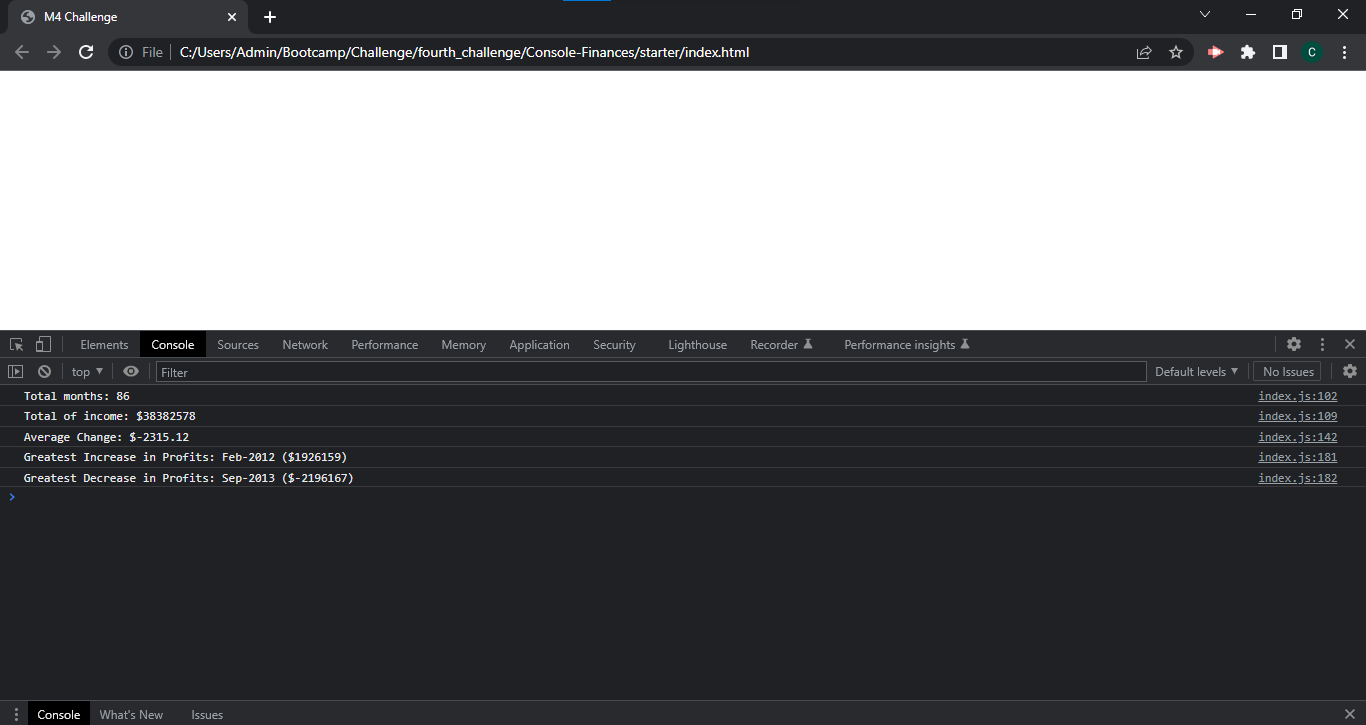 M4 Challenge
File C:/Users/Admin/Bootcamp/Challenge/fourth_challenge/Console-Finances/starter/index.html
C
Elements Console Sources Network Performance Memory Application Security Lighthouse Recorder Performance insights
top Filter Default levels No Issues
Total months: 86 index.js:102
Total of income: $38382578 index.js:109
Average Change: $-2315.12 index.js:142
Greatest Increase in Profits: Feb-2012 ($1926159) index.js:181
Greatest Decrease in Profits: Sep-2013 ($-2196167) index.js:182
Console What's New Issues